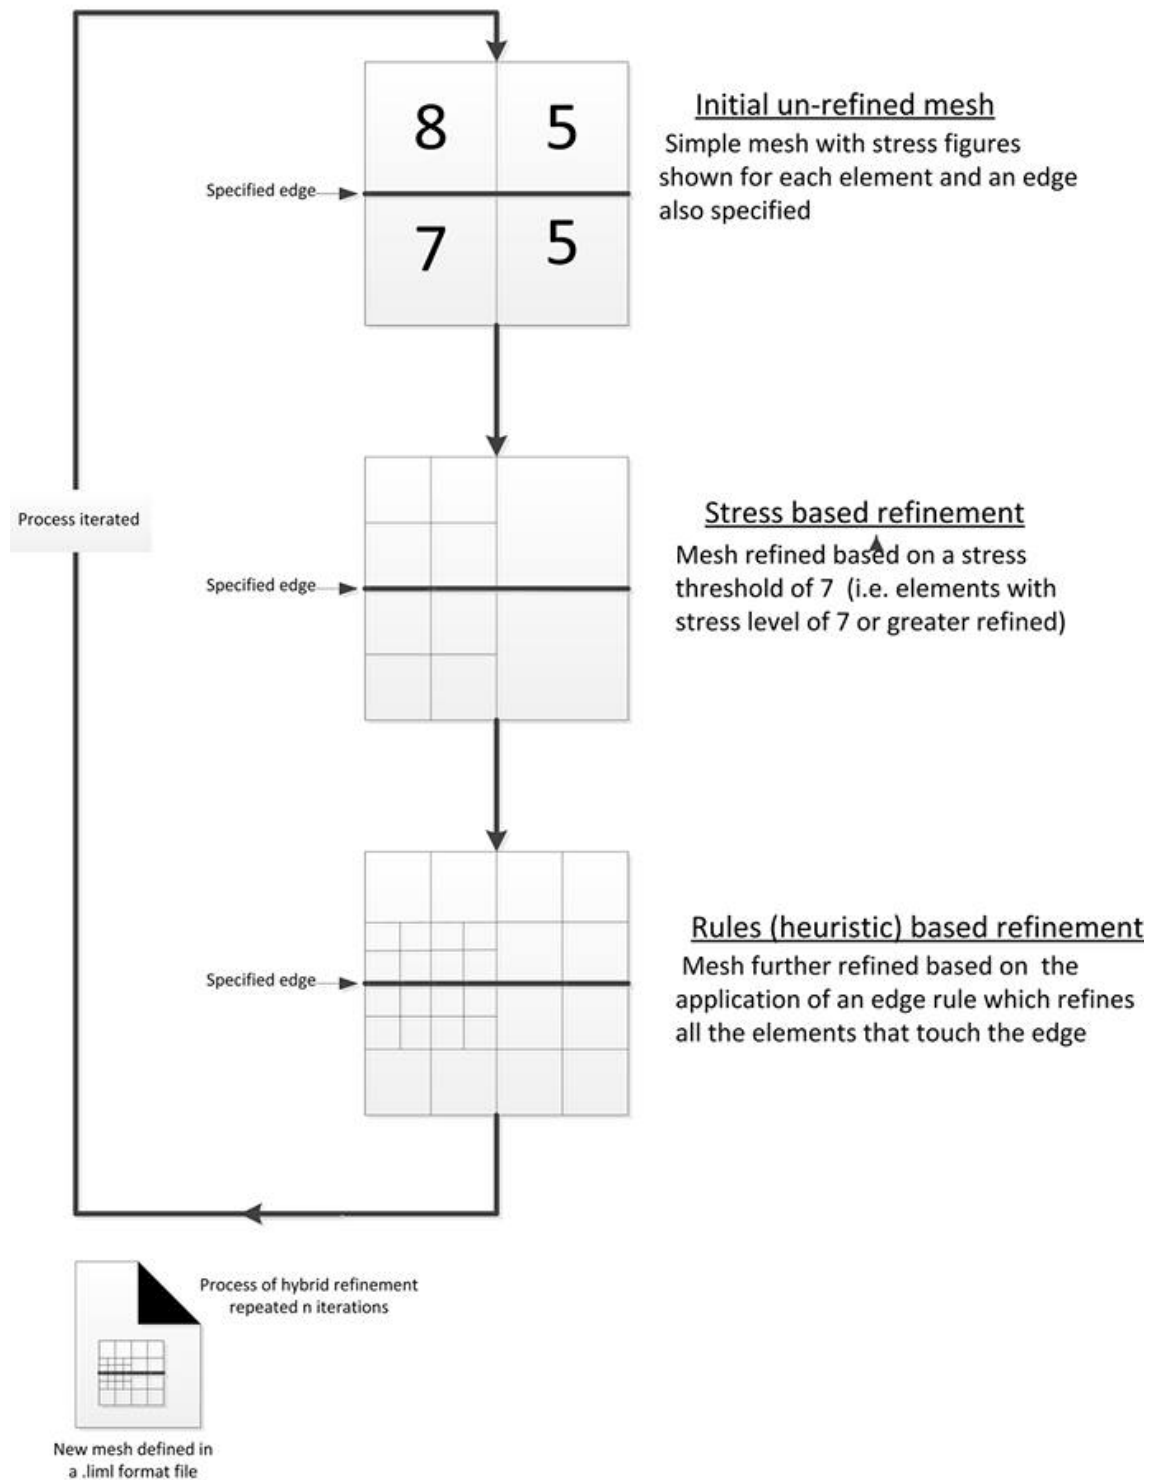 8 5
Initial un-refined mesh
Simple mesh with stress figures
shown for each element and an edge
also specified
Specified edge
7 5
Process iterated
Stress based refinement
Mesh refined based on a stress
threshold of 7 (i.e. elements with
stress level of 7 or greater refined)
Specified edge
Rules (heuristic) based refinement
Mesh further refined based on the
application of an edge rule which refines
all the elements that touch the edge
Specified edge
Process of hybrid refinement
repeated n iterations
New mesh defined in
a .liml format file